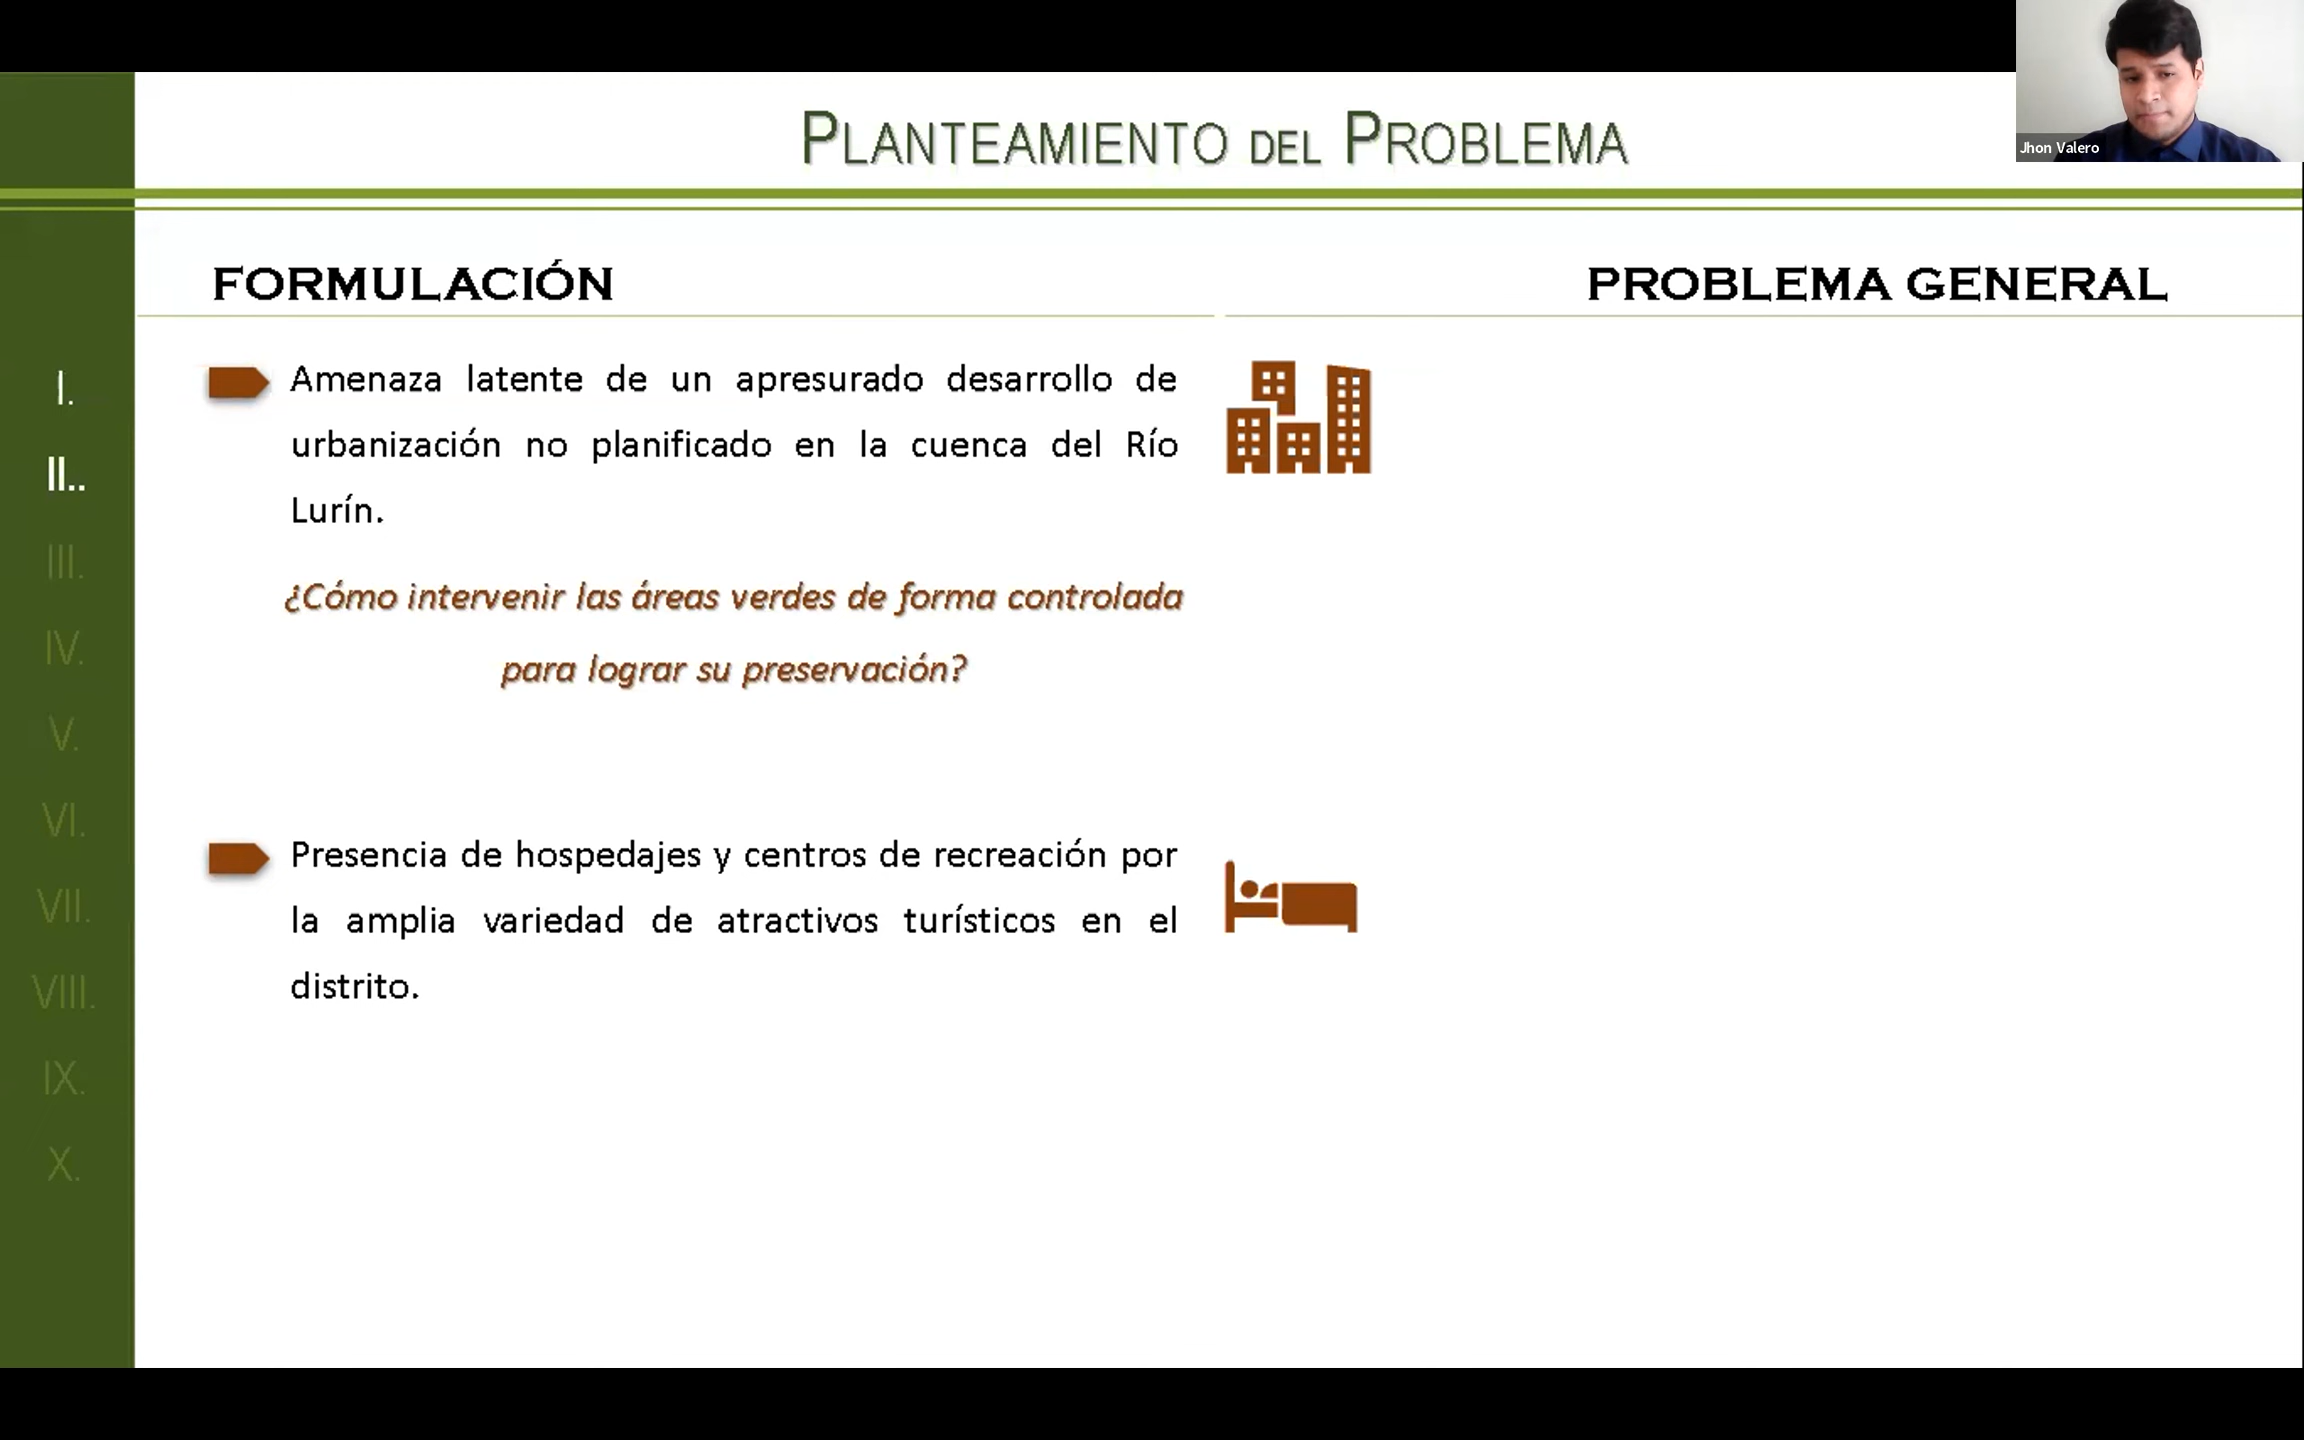 Jhon Valero
PLANTEAMIENTO DEL PROBLEMA
FORMULACIÓN
PROBLEMA GENERAL
I.
II..
III.
IV.
V.
VI.
VII.
VIII.
IX.
X.
Amenaza latente de un apresurado desarrollo de
urbanización no planificado en la cuenca del Río
Lurín.
¿Cómo intervenir las áreas verdes de forma controlada
para lograr su preservación?
Presencia de hospedajes y centros de recreación por
la amplia variedad de atractivos turísticos en el
distrito.